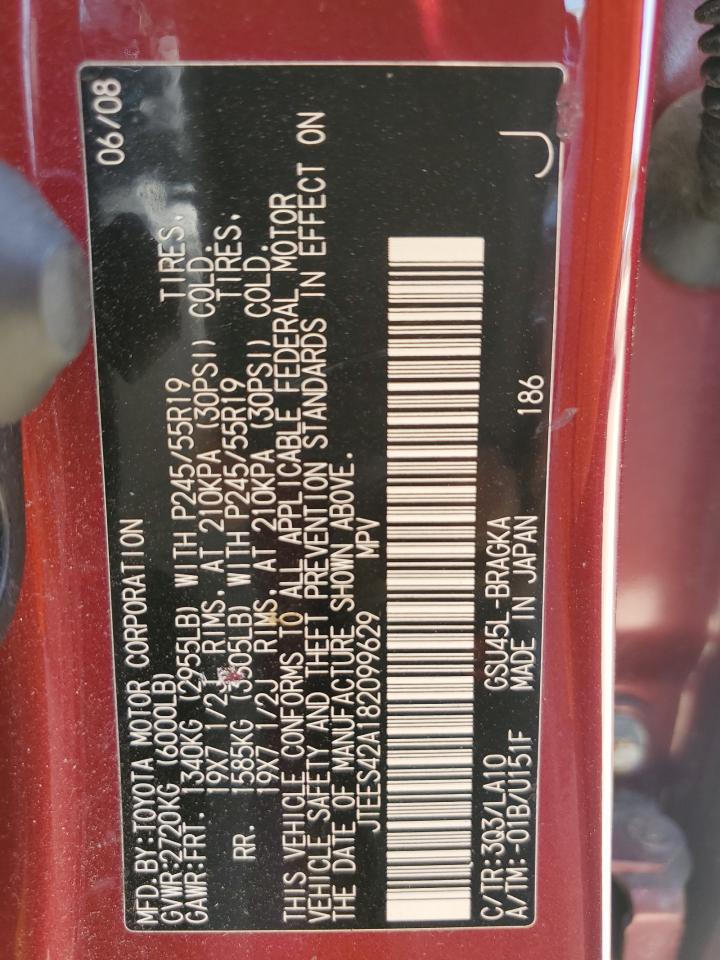 MFD.BY:TOYOTA MOTOR CORPORATION 06/08
GVWR:2720KG (6000LB)
GAWR:FRT. 1340KG (2955LB) WITH P245/55R19 TIRES.
19X7 1/2J RIMS. AT 210KPA (30PSI) COLD.
RR. 1585KG (3305LB) WITH P245/55R19 TIRES.
19X7 1/2J RIMS. AT 210KPA (30PSI) COLD.
THIS VEHICLE CONFORMS TO ALL APPLICABLE FEDERAL MOTOR
VEHICLE SAFETY AND THEFT PREVENTION STANDARDS IN EFFECT ON
THE DATE OF MANUFACTURE SHOWN ABOVE.
JTEES42A182099629 MPV
C/TR:3Q3/LA10 GSU45L-BRAGKA
A/TM:-01B/U151F MADE IN JAPAN 186
J